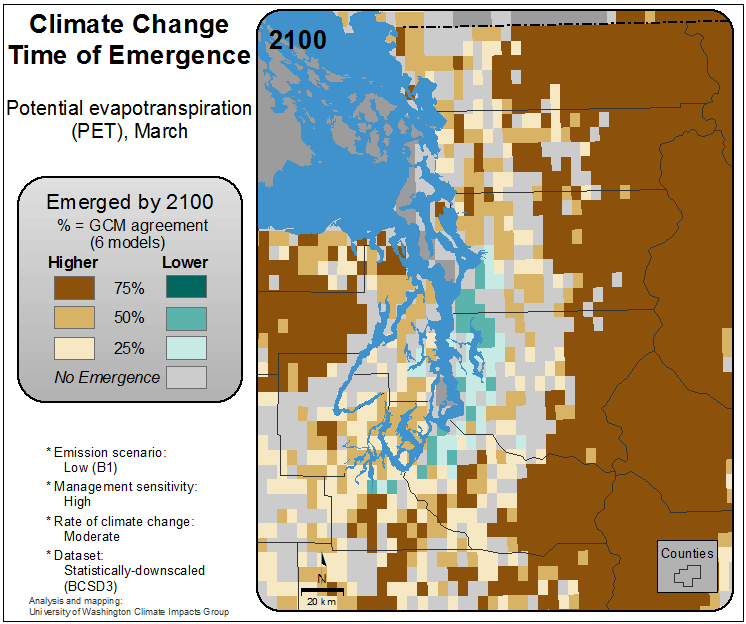 Climate Change
Time of Emergence
Potential evapotranspiration
(PET), March
Emerged by 2100
% = GCM agreement
(6 models)
Higher Lower
75%
50%
25%
No Emergence
* Emission scenario:
Low (B1)
* Management sensitivity:
High
* Rate of climate change:
Moderate
* Dataset:
Statistically-downscaled
(BCSD3)
Analysis and mapping:
University of Washington Climate Impacts Group
2100
N
20 km
Counties